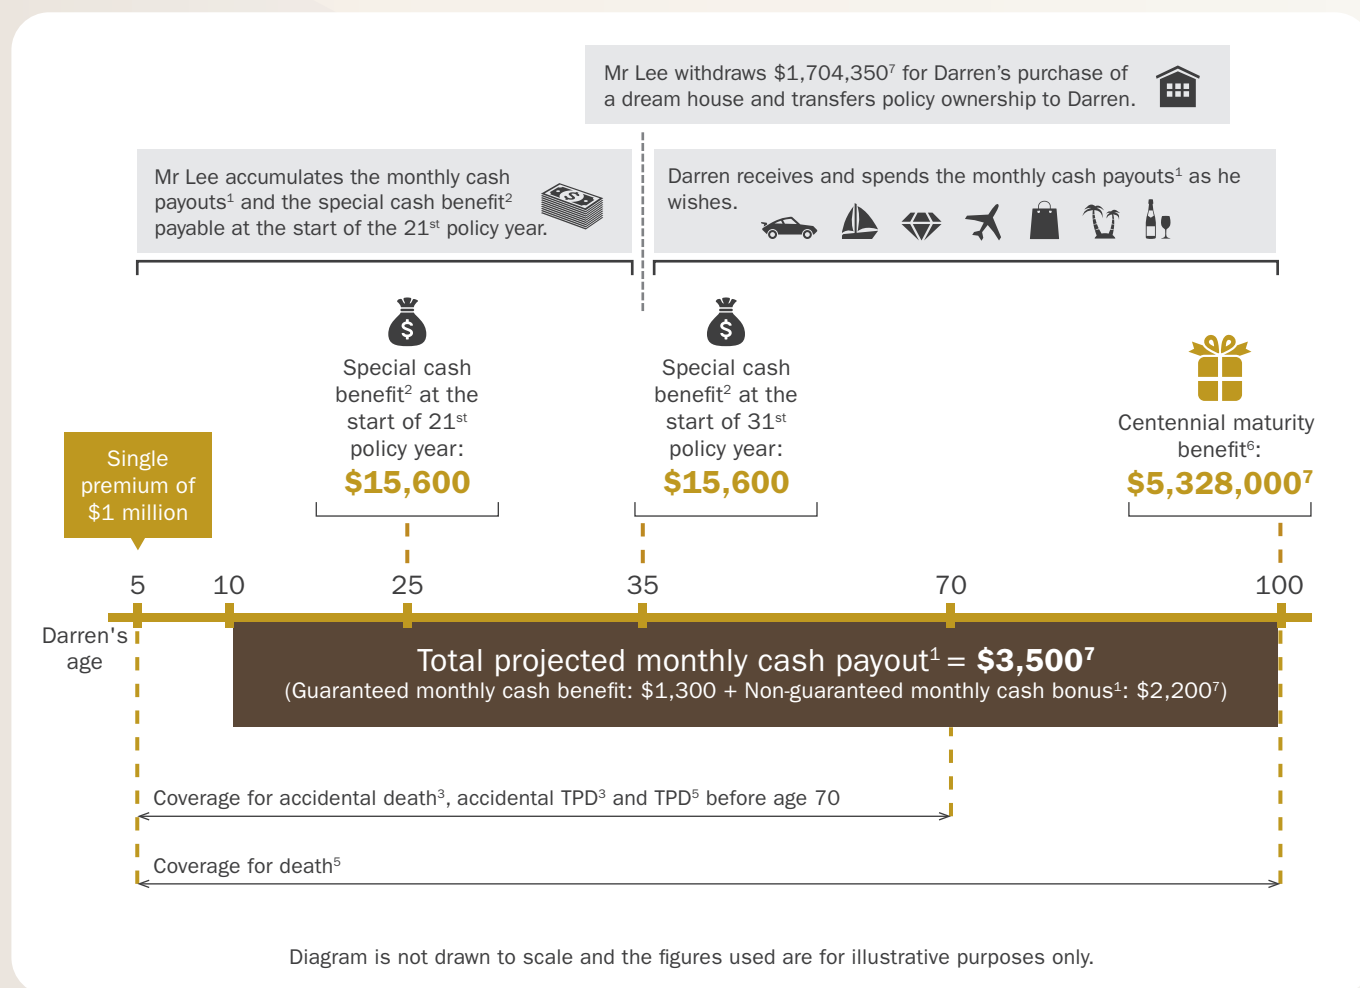 Mr Lee withdraws $1,704,350⁷ for Darren’s purchase of
a dream house and transfers policy ownership to Darren.
Mr Lee accumulates the monthly cash
payouts¹ and the special cash benefit²
payable at the start of the 21ˢᵗ policy year.
Darren receives and spends the monthly cash payouts¹ as he
wishes.
Special cash
benefit² at the
start of 21ˢᵗ
policy year:
$15,600
Special cash
benefit² at the
start of 31ˢᵗ
policy year:
$15,600
Centennial maturity
benefit⁶:
$5,328,000⁷
Single
premium of
$1 million
5 10 25 35 70 100
Darren's
age
Total projected monthly cash payout¹ = $3,500⁷
(Guaranteed monthly cash benefit: $1,300 + Non-guaranteed monthly cash bonus¹: $2,200⁷)
Coverage for accidental death³, accidental TPD³ and TPD⁵ before age 70
Coverage for death⁵
Diagram is not drawn to scale and the figures used are for illustrative purposes only.